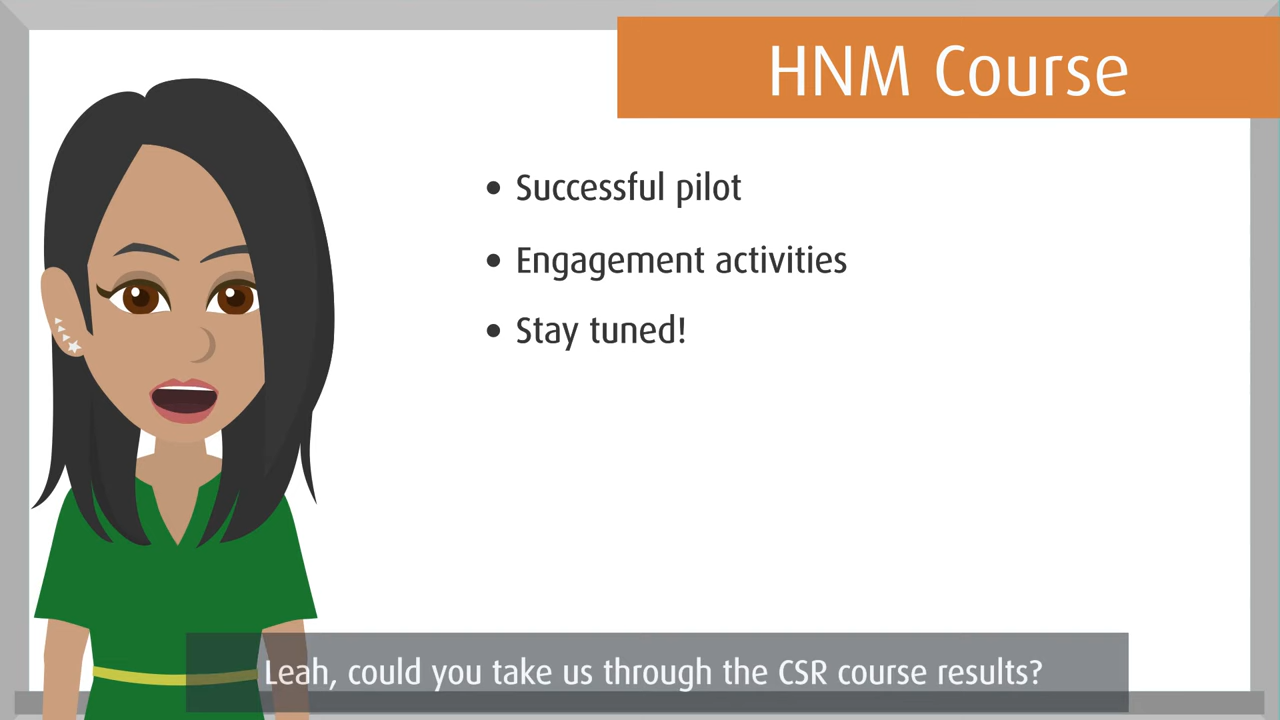 HNM Course
• Successful pilot
• Engagement activities
• Stay tuned!
Leah, could you take us through the CSR course results?